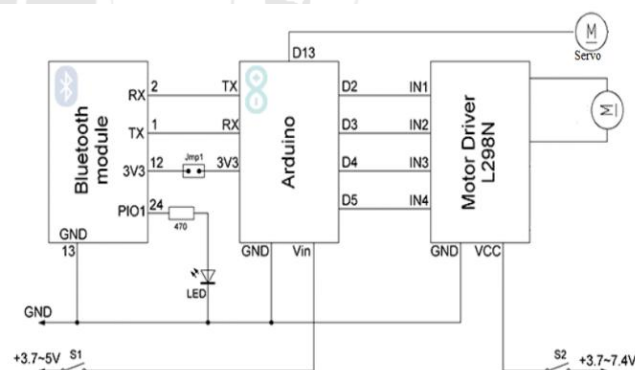 D13
M
Servo
2
RX
TX
D2
IN1
M
1
TX
RX
D3
IN2
Bluetooth
module
Arduino
Motor Driver
L298N
12
3V3
Jmp1
3V3
D4
IN3
24
PIO1
470
D5
IN4
GND
13
GND
Vin
GND
VCC
LED
GND
+3.7~5V
S1
S2
+3.7~7.4V